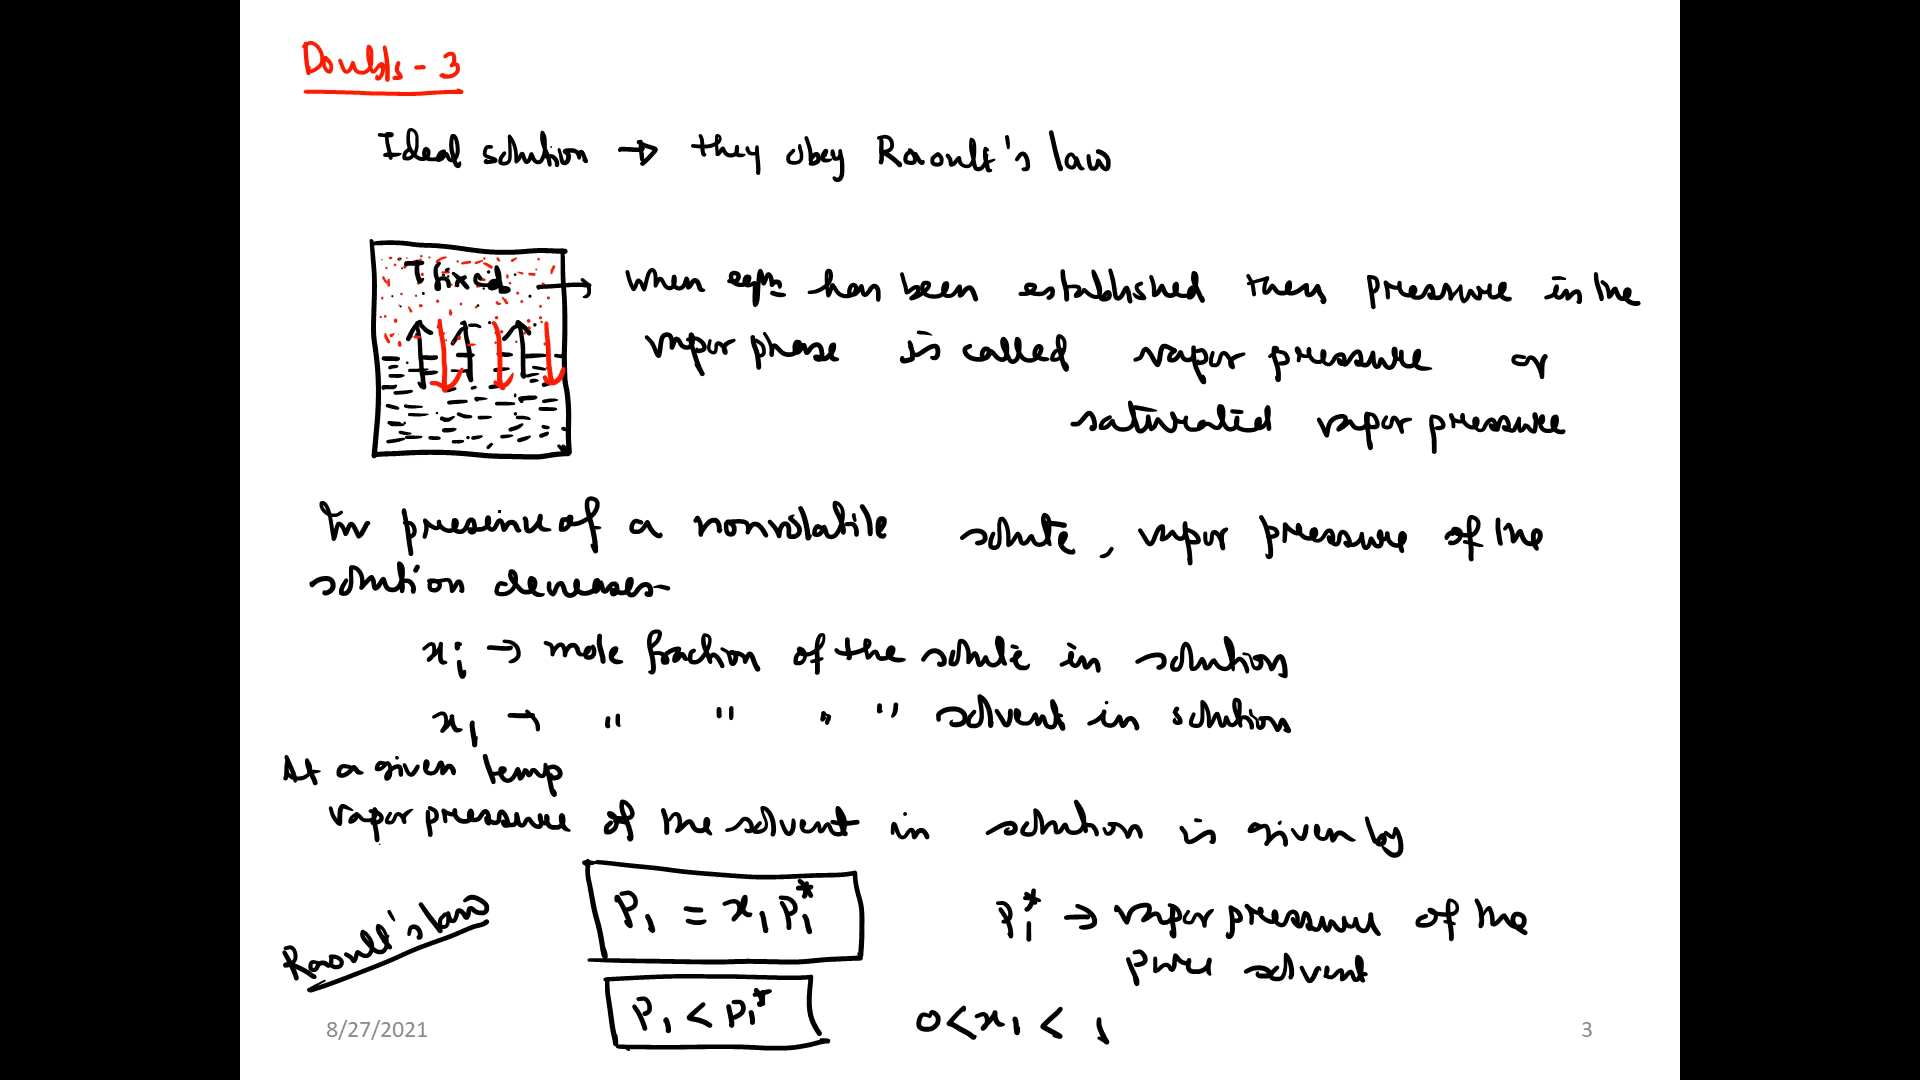 Doubts - 3
Ideal solution → they obey Raoult's law
T fixed → when eqm has been established then pressure in the
vapor phase is called vapor pressure or
saturated vapor pressure
In presence of a nonvolatile solute, vapor pressure of the
solution decreases
xi → mole fraction of the solute in solution
x1 → " " " " solvent in solution
At a given temp
vapor pressure of the solvent in solution is given by
Raoult's law
P1 = x1 P1*
P1* → vapor pressure of the
pure solvent
P1 < P1*
0 < x1 < 1
8/27/2021
3